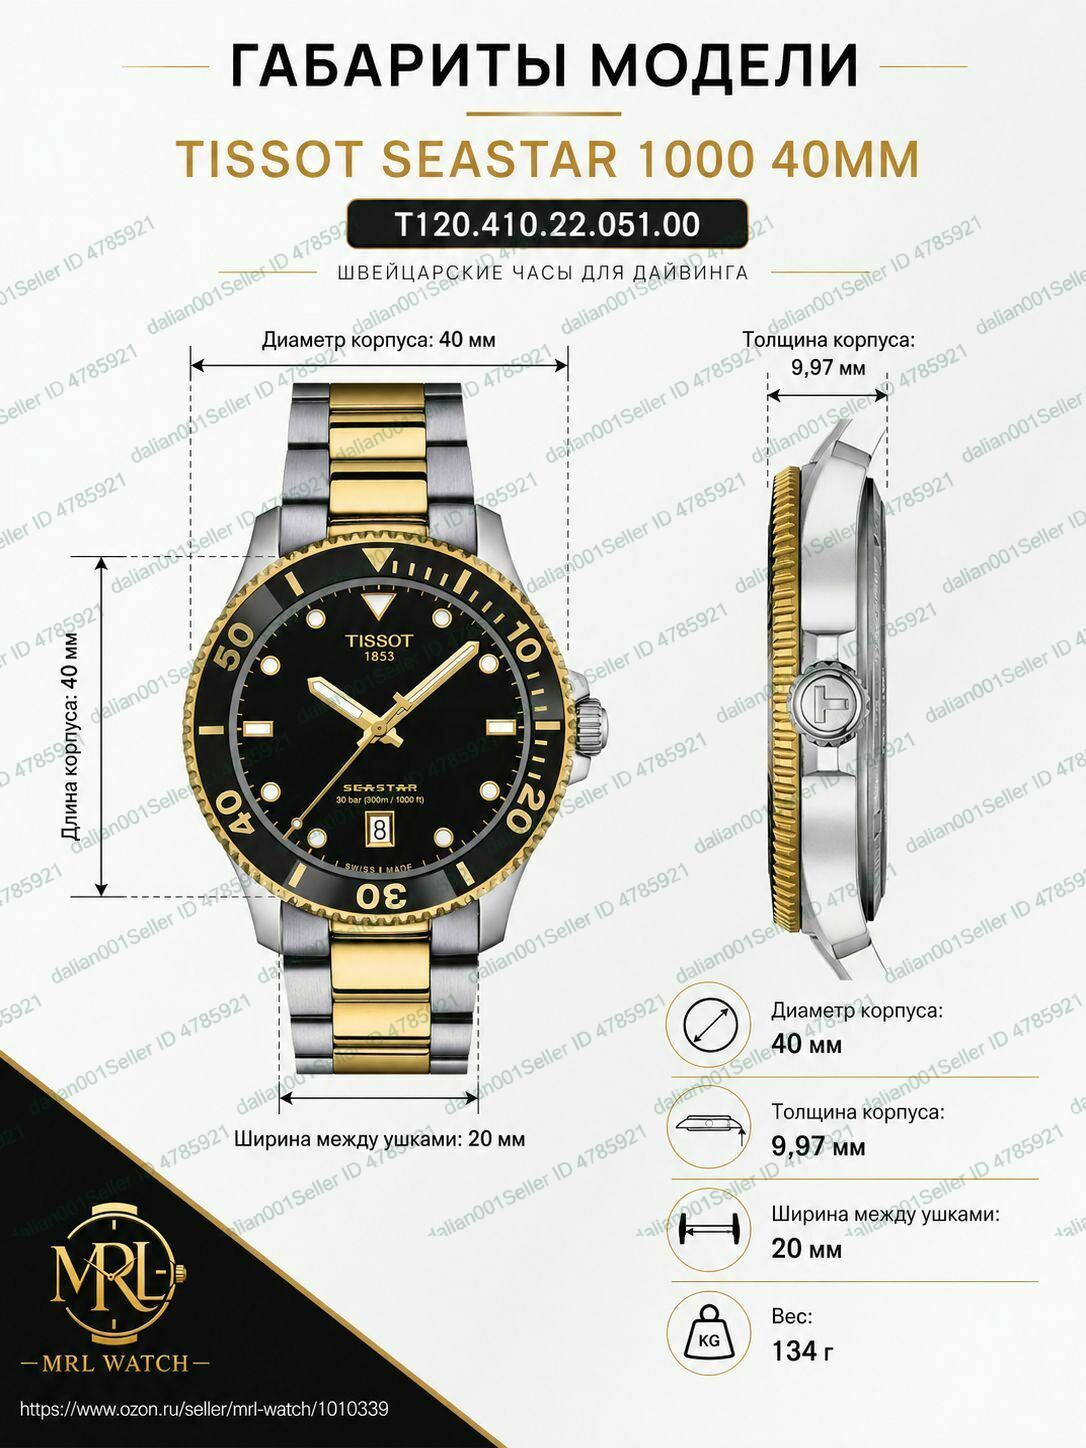 ГАБАРИТЫ МОДЕЛИ
TISSOT SEASTAR 1000 40MM
T120.410.22.051.00
ШВЕЙЦАРСКИЕ ЧАСЫ ДЛЯ ДАЙВИНГА
Диаметр корпуса: 40 мм
Толщина корпуса:
9,97 мм
Длина корпуса: 40 мм
10
20
30
40
50
TISSOT
1853
SEASTAR
30 bar (300m / 1000 ft)
8
SWISS MADE
T
Ширина между ушками: 20 мм
Диаметр корпуса:
40 мм
Толщина корпуса:
9,97 мм
Ширина между ушками:
20 мм
KG
Вес:
134 г
MRL
MRL WATCH
https://www.ozon.ru/seller/mrl-watch/1010339
dalian001Seller ID 4785921